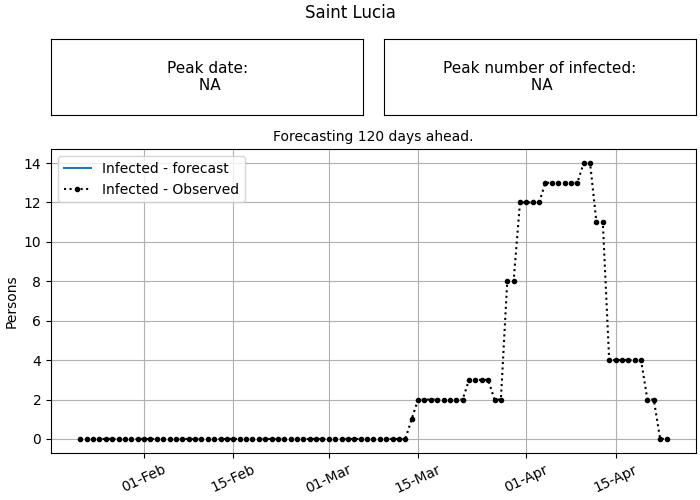 Saint Lucia
Peak date:
NA
Peak number of infected:
NA
Forecasting 120 days ahead.
Infected - forecast
Infected - Observed
Persons
14
12
10
8
6
4
2
0
01-Feb
15-Feb
01-Mar
15-Mar
01-Apr
15-Apr